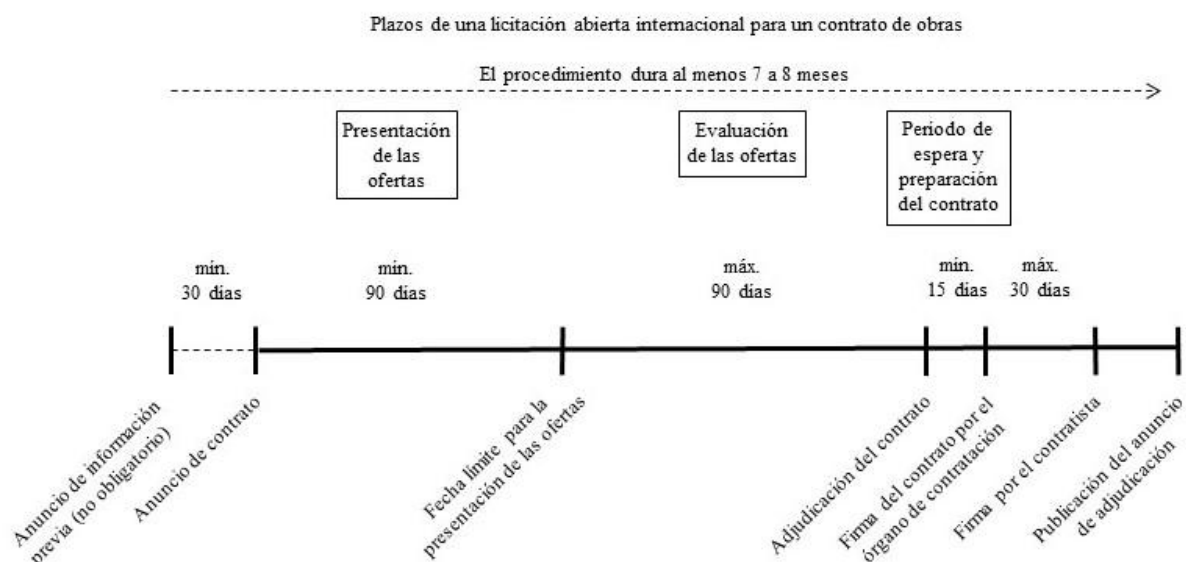 Plazos de una licitación abierta internacional para un contrato de obras
El procedimiento dura al menos 7 a 8 meses
Presentación
de las
ofertas
Evaluación
de las ofertas
Periodo de
espera y
preparación
del contrato
mín.
30 días
mín.
90 días
máx.
90 días
mín.
15 días
máx.
30 días
Anuncio de información
previa (no obligatorio)
Anuncio de contrato
Fecha límite para la
presentación de las ofertas
Adjudicación del contrato
Firma del contrato por el
órgano de contratación
Firma por el contratista
Publicación del anuncio
de adjudicación